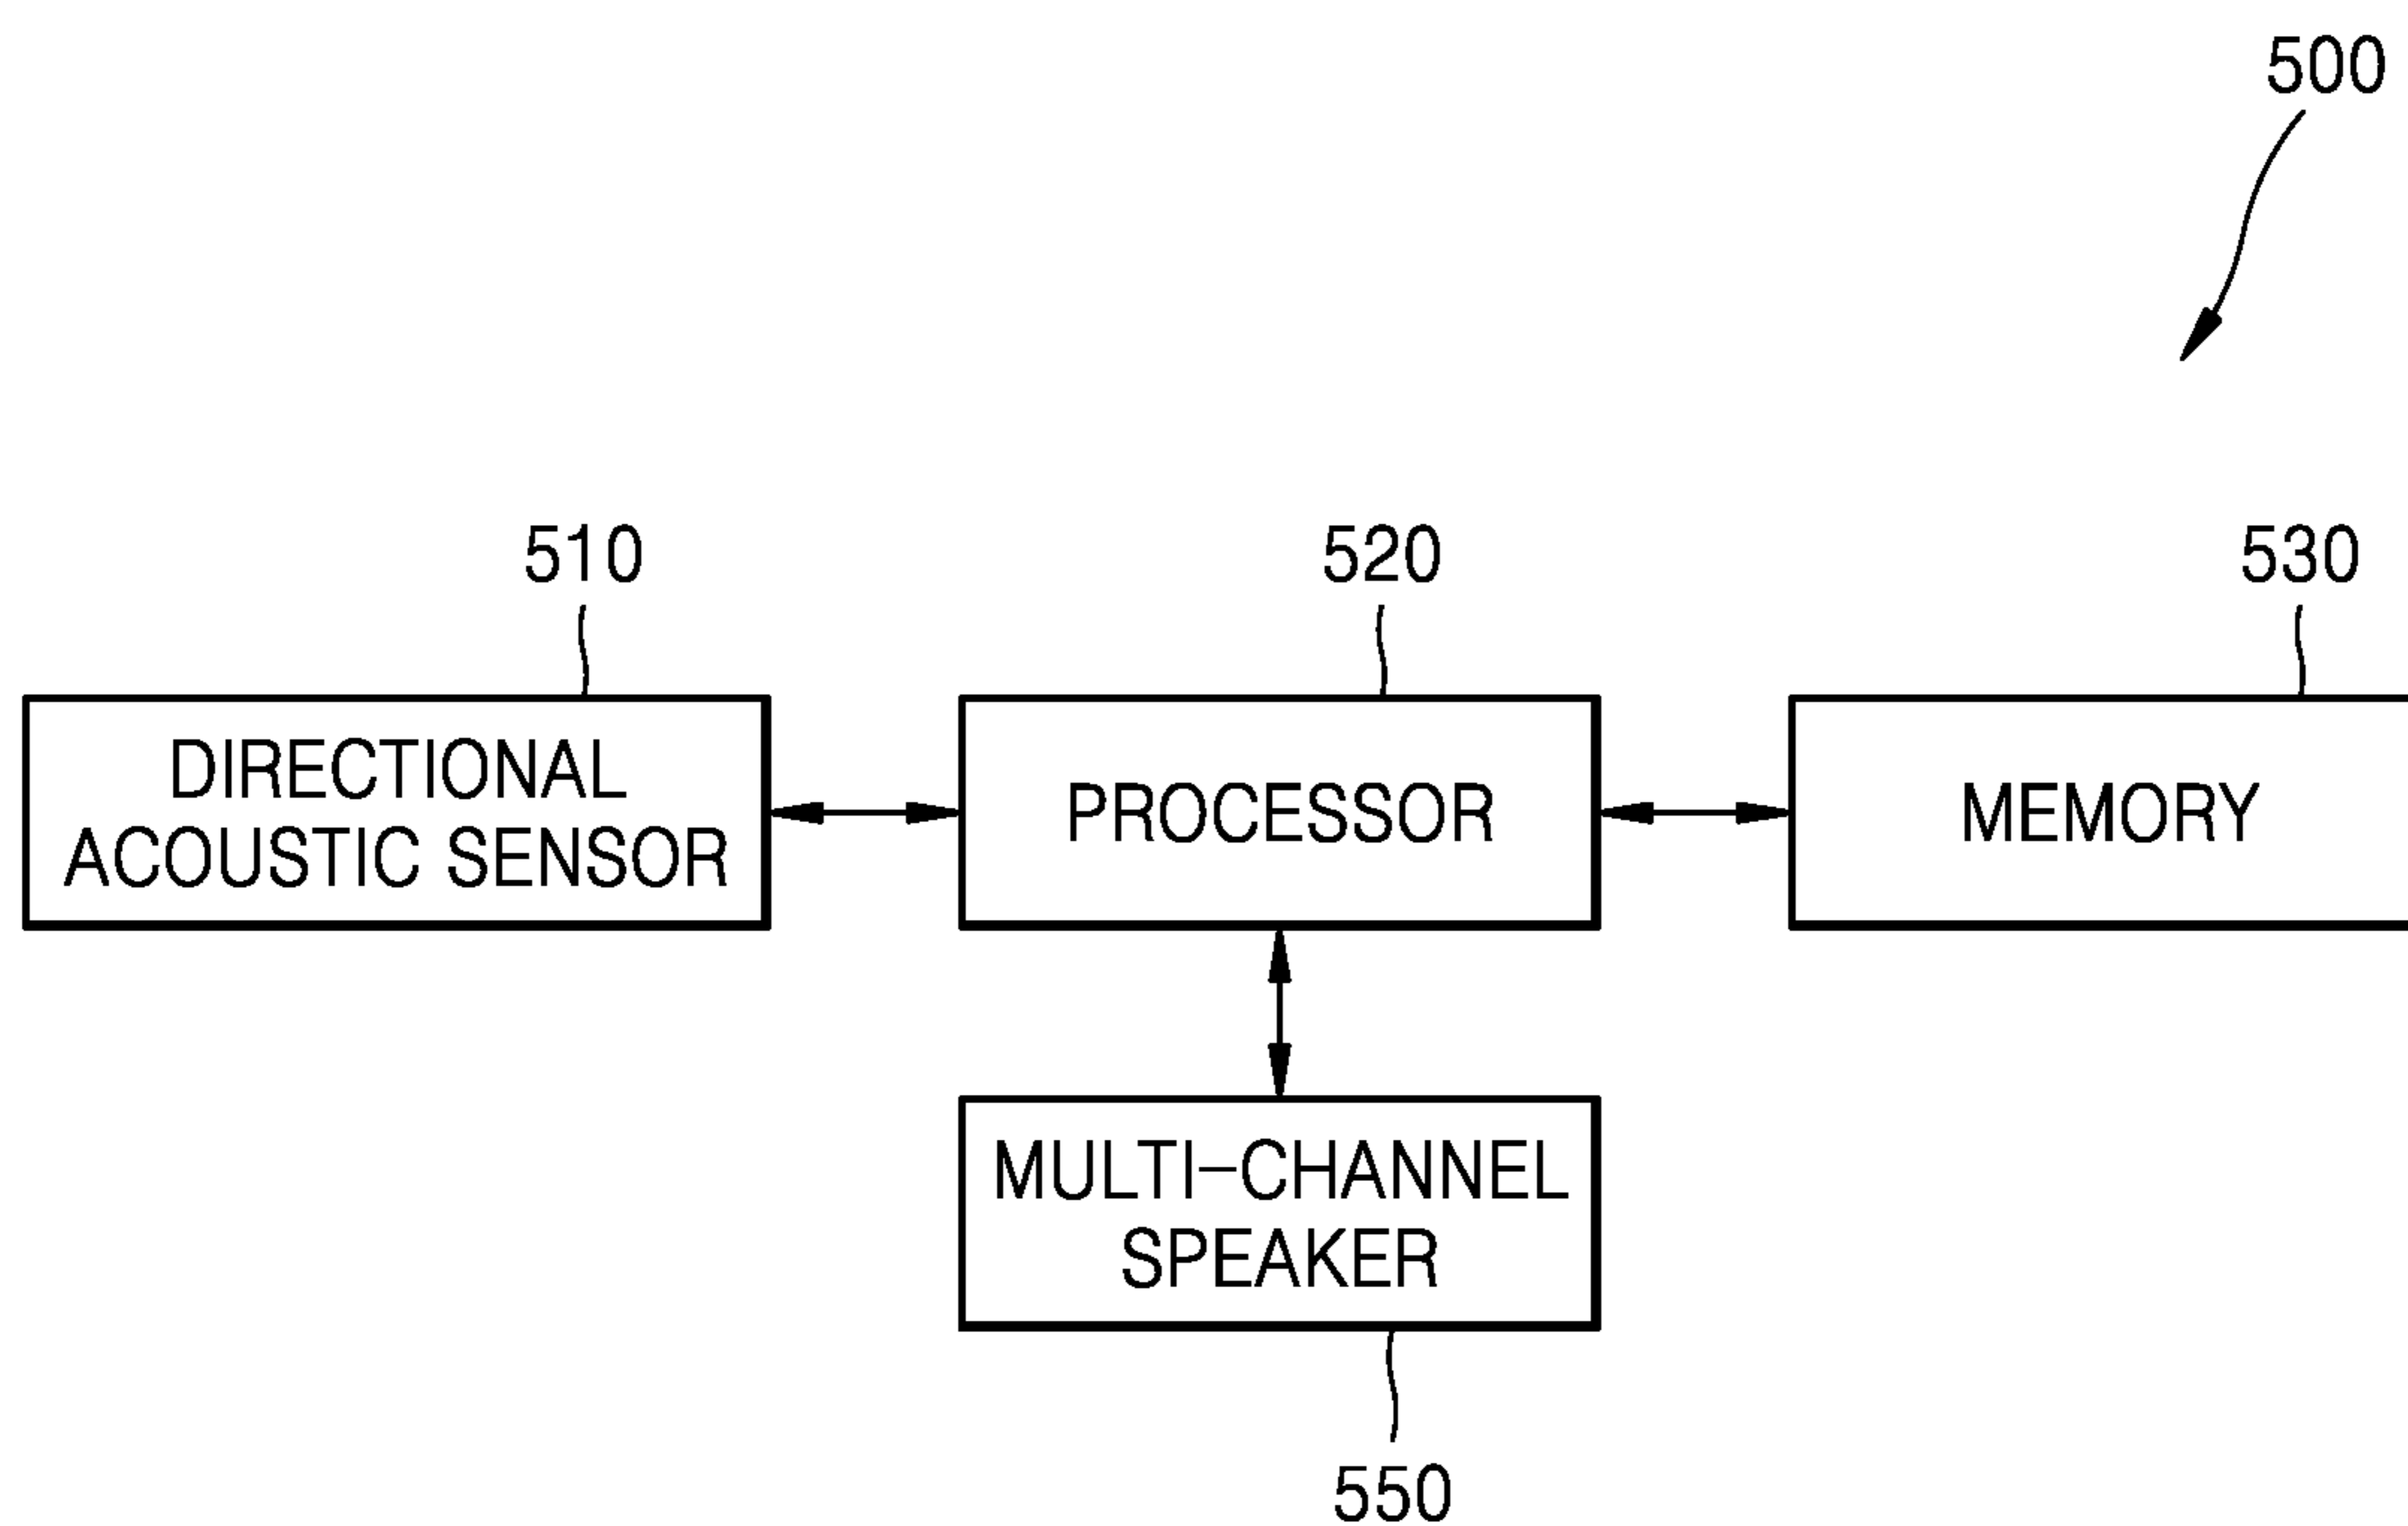 500
510
520
530
DIRECTIONAL
ACOUSTIC SENSOR
PROCESSOR
MEMORY
MULTI-CHANNEL
SPEAKER
550